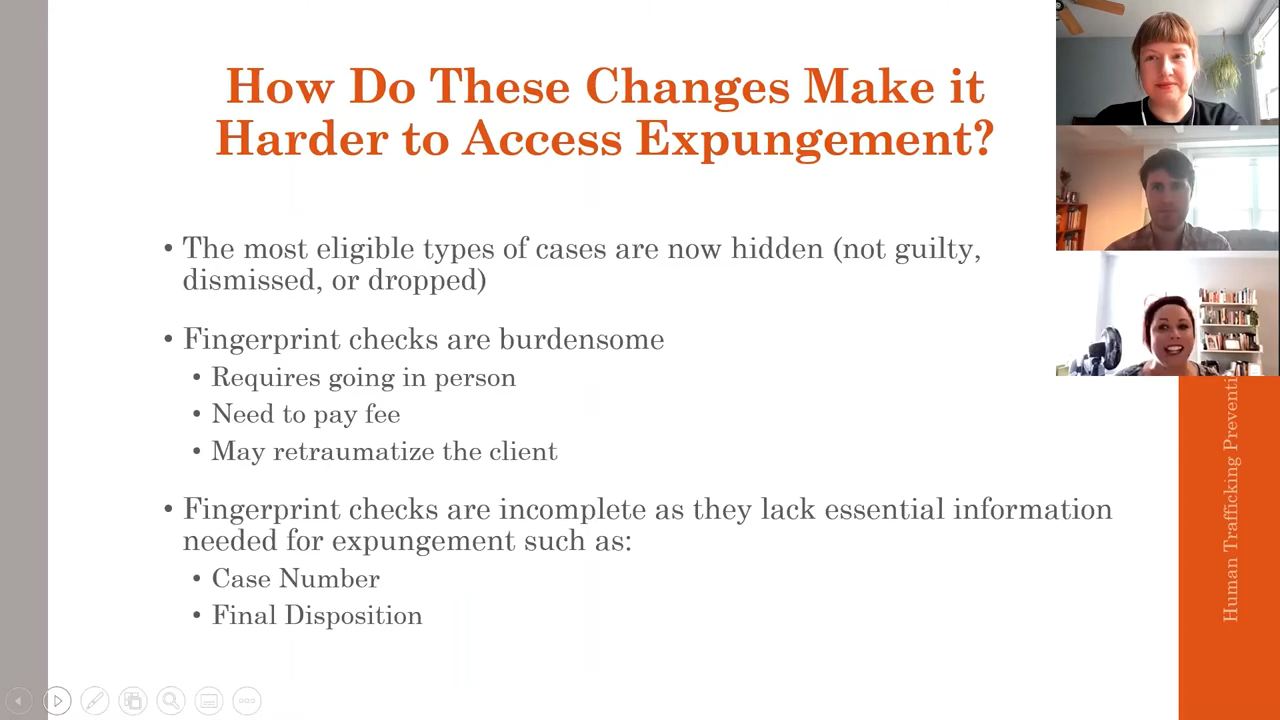 How Do These Changes Make it
Harder to Access Expungement?
• The most eligible types of cases are now hidden (not guilty,
dismissed, or dropped)
• Fingerprint checks are burdensome
• Requires going in person
• Need to pay fee
• May retraumatize the client
• Fingerprint checks are incomplete as they lack essential information
needed for expungement such as:
• Case Number
• Final Disposition
Human Trafficking Preventi